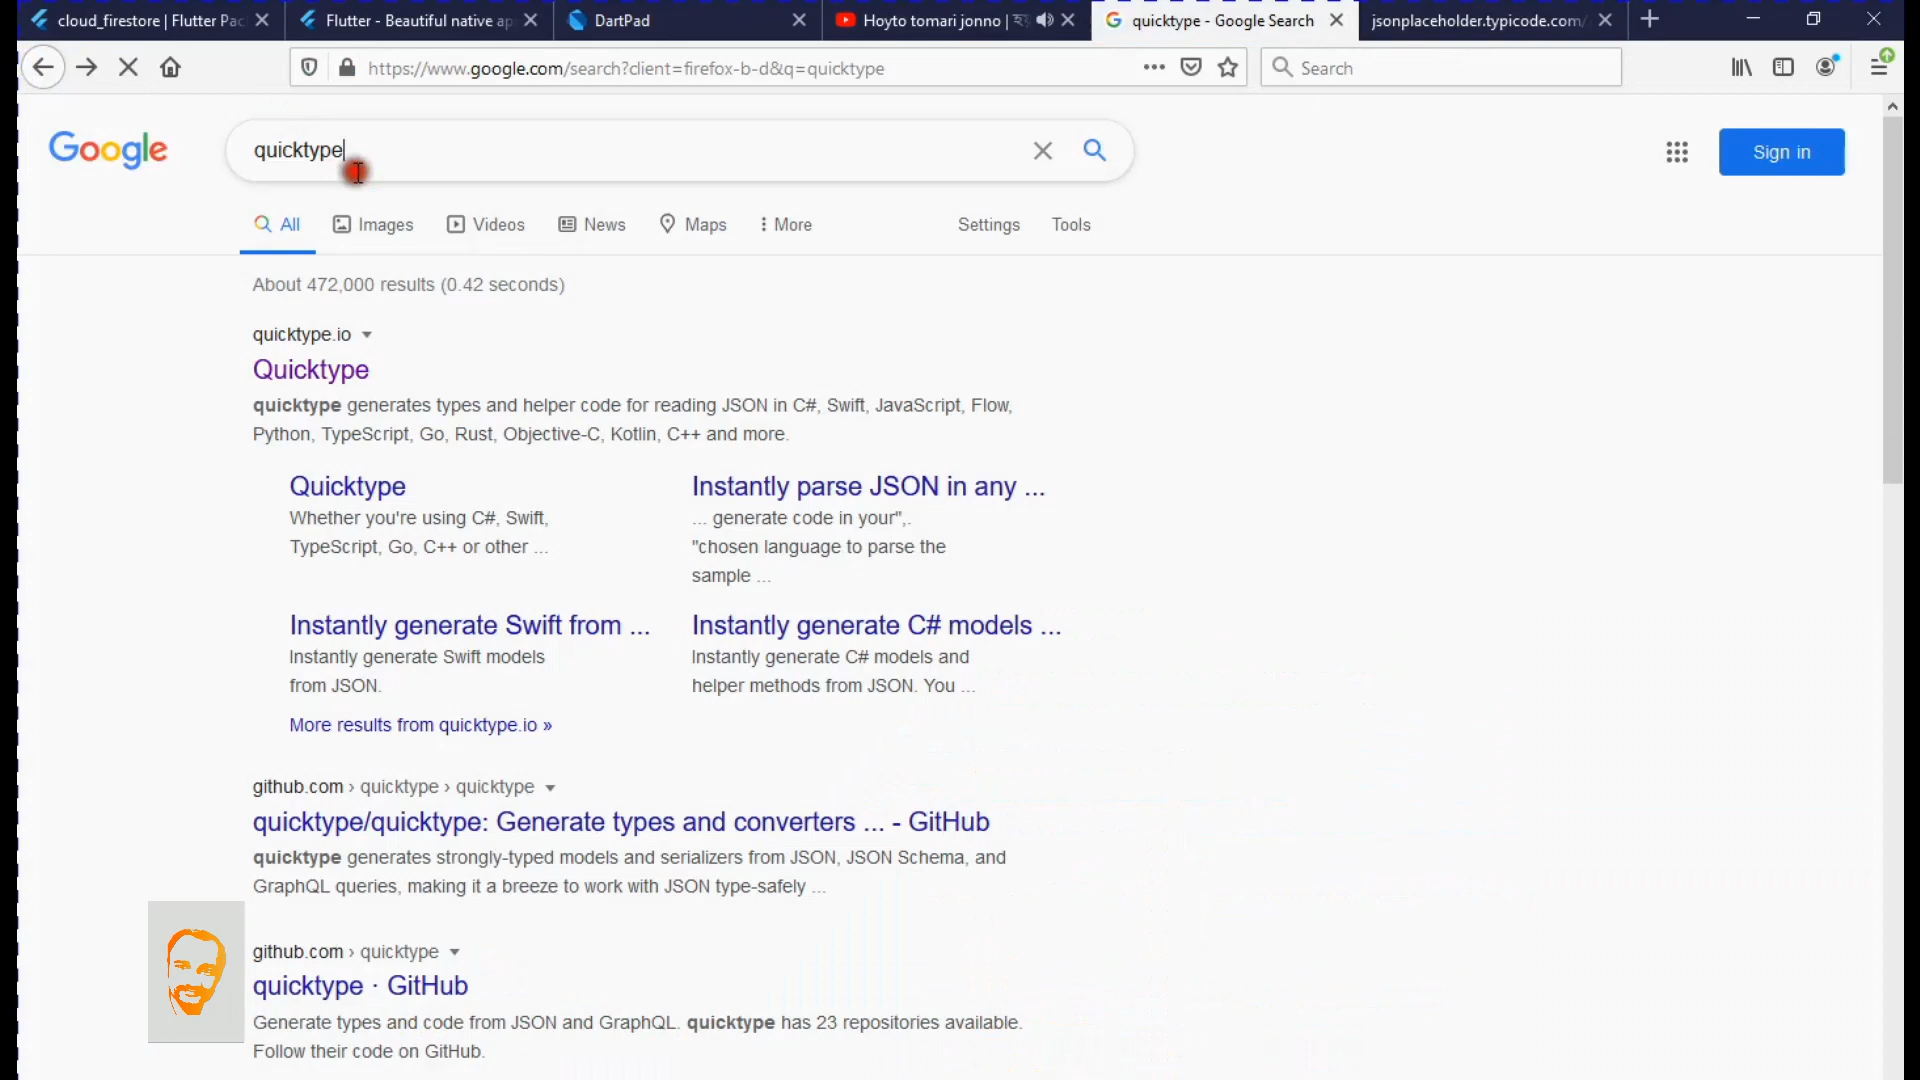 cloud_firestore | Flutter Pac
Flutter - Beautiful native ap
DartPad
Hoyto tomari jonno |
quicktype - Google Search
jsonplaceholder.typicode.com/
https://www.google.com/search?client=firefox-b-d&q=quicktype
Search
Google
quicktype
Sign in
All
Images
Videos
News
Maps
More
Settings
Tools
About 472,000 results (0.42 seconds)
quicktype.io
Quicktype
quicktype generates types and helper code for reading JSON in C#, Swift, JavaScript, Flow,
Python, TypeScript, Go, Rust, Objective-C, Kotlin, C++ and more.
Quicktype
Whether you're using C#, Swift,
TypeScript, Go, C++ or other ...
Instantly parse JSON in any ...
... generate code in your",.
"chosen language to parse the
sample ...
Instantly generate Swift from ...
Instantly generate Swift models
from JSON.
Instantly generate C# models ...
Instantly generate C# models and
helper methods from JSON. You ...
More results from quicktype.io »
github.com › quicktype › quicktype
quicktype/quicktype: Generate types and converters ... - GitHub
quicktype generates strongly-typed models and serializers from JSON, JSON Schema, and
GraphQL queries, making it a breeze to work with JSON type-safely ...
github.com › quicktype
quicktype · GitHub
Generate types and code from JSON and GraphQL. quicktype has 23 repositories available.
Follow their code on GitHub.